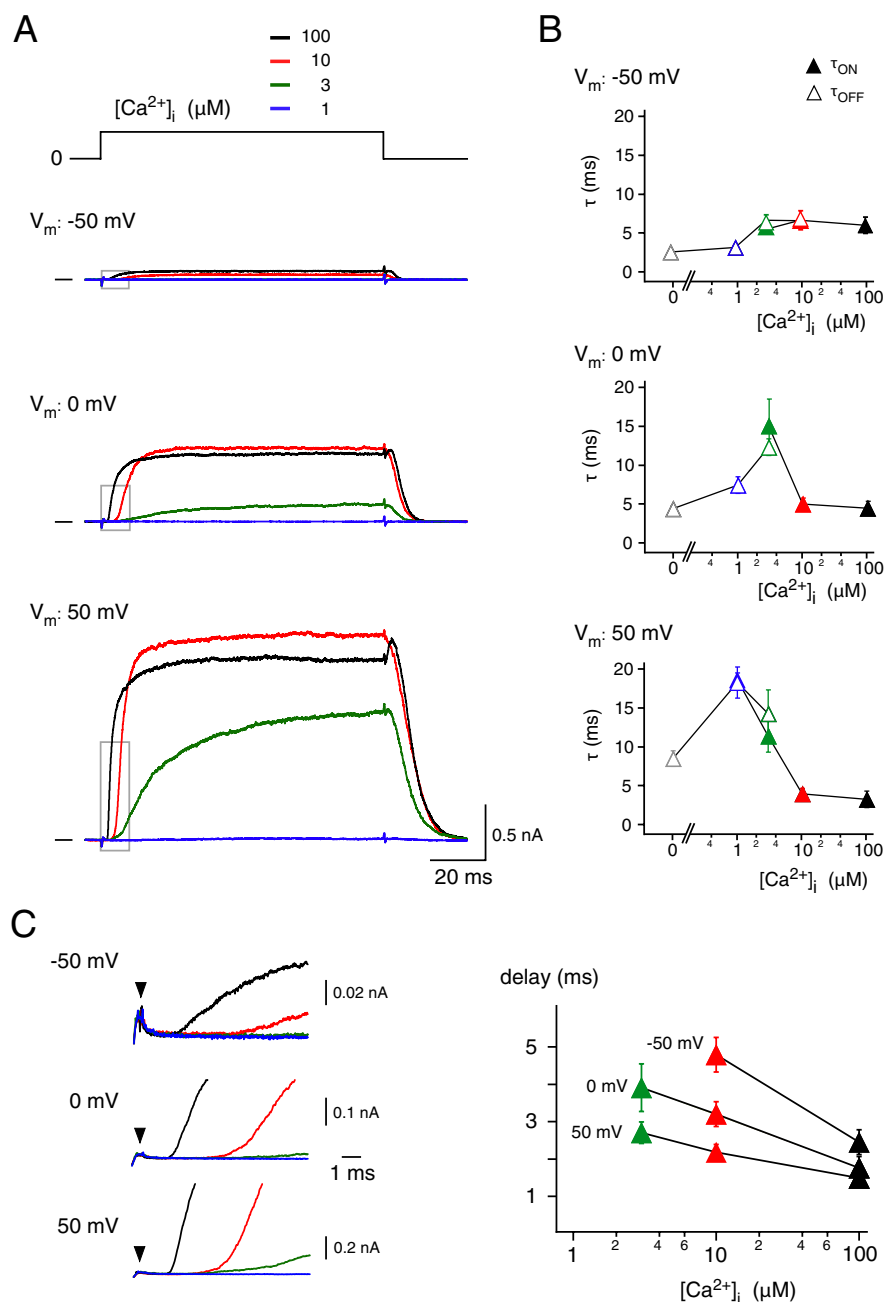 A
100
10
3
1
[Ca²⁺]ᵢ (µM)
0
Vₘ: -50 mV
Vₘ: 0 mV
Vₘ: 50 mV
0.5 nA
20 ms
B
Vₘ: -50 mV
τON
τOFF
20
15
10
5
0
τ (ms)
0 4 1 2 4 10 2 4 100
[Ca²⁺]ᵢ (µM)
Vₘ: 0 mV
20
15
10
5
0
τ (ms)
0 4 1 2 4 10 2 4 100
[Ca²⁺]ᵢ (µM)
Vₘ: 50 mV
20
15
10
5
0
τ (ms)
0 4 1 2 4 10 2 4 100
[Ca²⁺]ᵢ (µM)
C
-50 mV
0.02 nA
0 mV
0.1 nA
1 ms
50 mV
0.2 nA
delay (ms)
5
3
1
-50 mV
0 mV
50 mV
1 2 4 6 10 2 4 6 100
[Ca²⁺]ᵢ (µM)